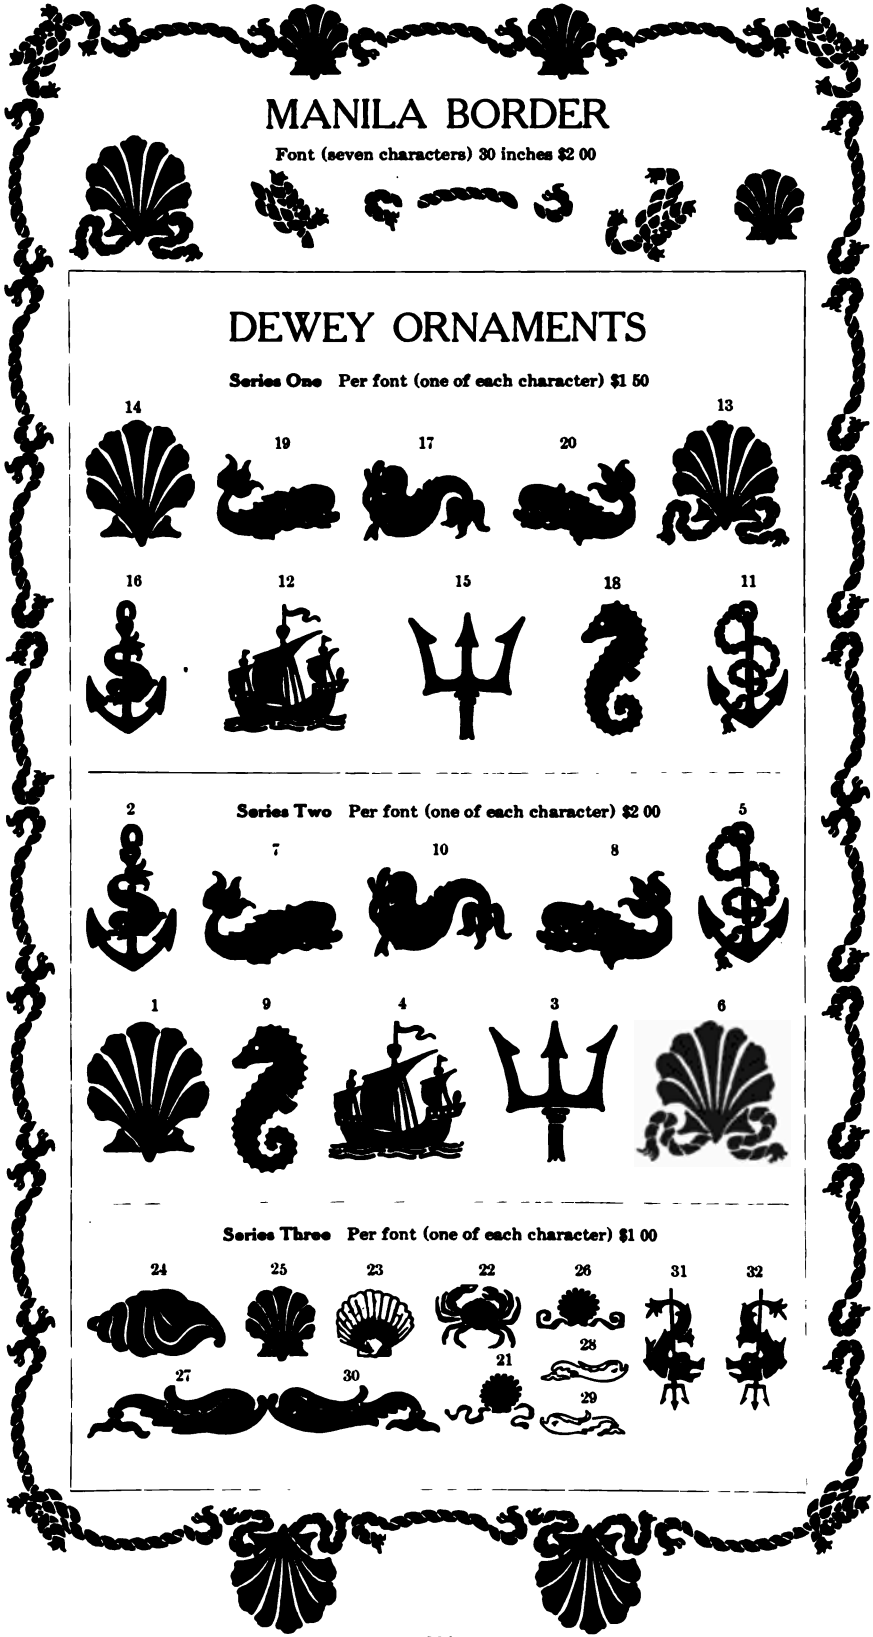 MANILA BORDER
Font (seven characters) 30 inches $2 00
DEWEY ORNAMENTS
Series One Per font (one of each character) $1 50
14 19 17 20 13
16 12 15 18 11
Series Two Per font (one of each character) $2 00
2 7 10 8 5
1 9 4 3 6
Series Three Per font (one of each character) $1 00
24 25 23 22 26 31 32
28
27 30 21
29